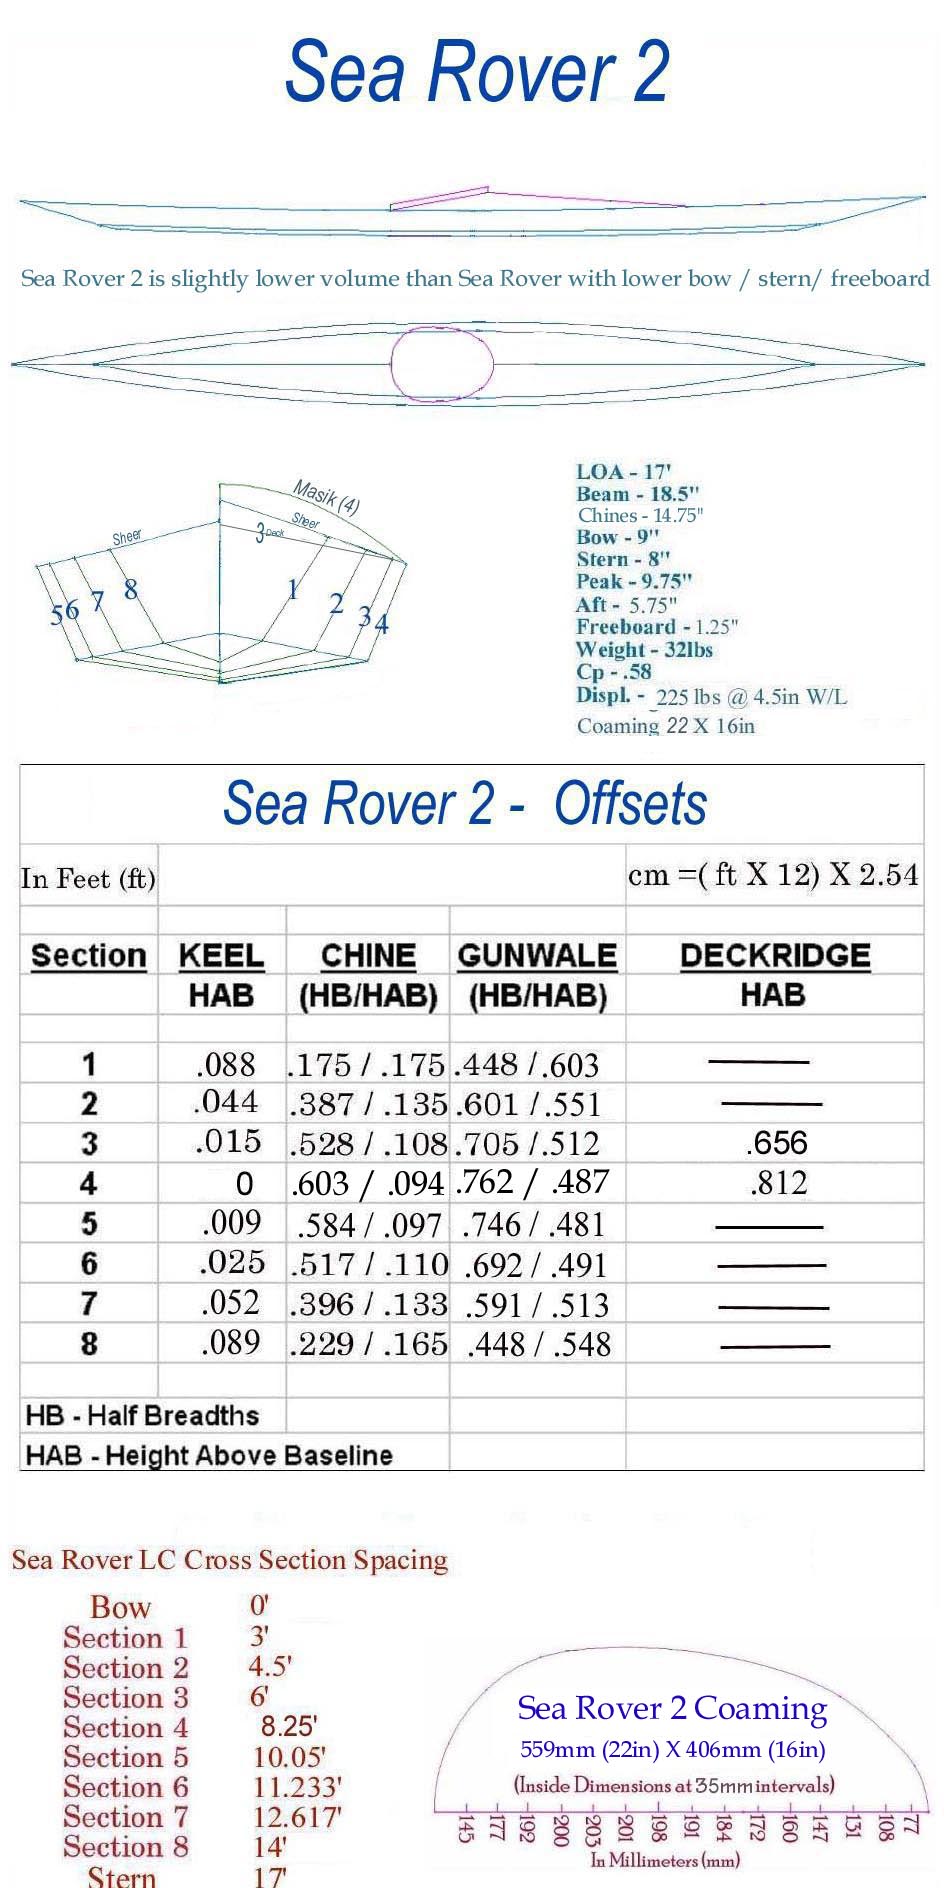 Sea Rover 2
Sea Rover 2 is slightly lower volume than Sea Rover with lower bow / stern/ freeboard
Masik (4)
Sheer
Sheer
3 Deck
5 6 7 8 1 2 3 4
LOA - 17'
Beam - 18.5"
Chines - 14.75"
Bow - 9"
Stern - 8"
Peak - 9.75"
Aft - 5.75"
Freeboard - 1.25"
Weight - 32lbs
Cp - .58
Displ. - 225 lbs @ 4.5in W/L
Coaming 22 X 16in
Sea Rover 2 - Offsets
In Feet (ft) cm =( ft X 12) X 2.54
Section KEEL CHINE GUNWALE DECKRIDGE
HAB (HB/HAB) (HB/HAB) HAB
1 .088 .175 / .175 .448 / .603 ———
2 .044 .387 / .135 .601 / .551 ———
3 .015 .528 / .108 .705 / .512 .656
4 0 .603 / .094 .762 / .487 .812
5 .009 .584 / .097 .746 / .481 ———
6 .025 .517 / .110 .692 / .491 ———
7 .052 .396 / .133 .591 / .513 ———
8 .089 .229 / .165 .448 / .548 ———
HB - Half Breadths
HAB - Height Above Baseline
Sea Rover LC Cross Section Spacing
Bow 0'
Section 1 3'
Section 2 4.5'
Section 3 6'
Section 4 8.25'
Section 5 10.05'
Section 6 11.233'
Section 7 12.617'
Section 8 14'
Stern 17'
Sea Rover 2 Coaming
559mm (22in) X 406mm (16in)
(Inside Dimensions at 35mm intervals)
145 177 192 200 203 201 198 191 184 172 160 147 131 108 77
In Millimeters (mm)